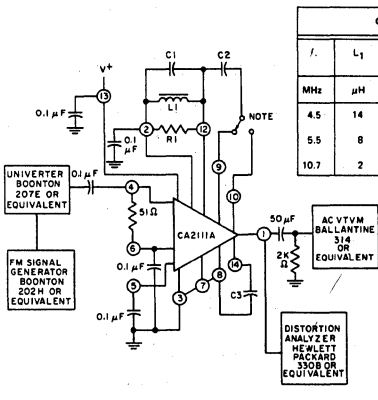 C1
C2
V+
13
L1
0.1 µF
2
R1
12
NOTE
0.1
µF
9
10
0.1 µF
UNIVERTER
BOONTON
207E OR
EQUIVALENT
4
51Ω
CA2111A
1
50 µF
AC VTVM
BALLANTINE
314
OR
EQUIVALENT
6
2K
Ω
FM SIGNAL
GENERATOR
BOONTON
202H OR
EQUIVALENT
0.1 µF
5
3
7
8
14
C3
0.1 µF
DISTORTION
ANALYZER
HEWLETT
PACKARD
330B OR
EQUIVALENT
f. L1
MHz µH
4.5 14
5.5 8
10.7 2